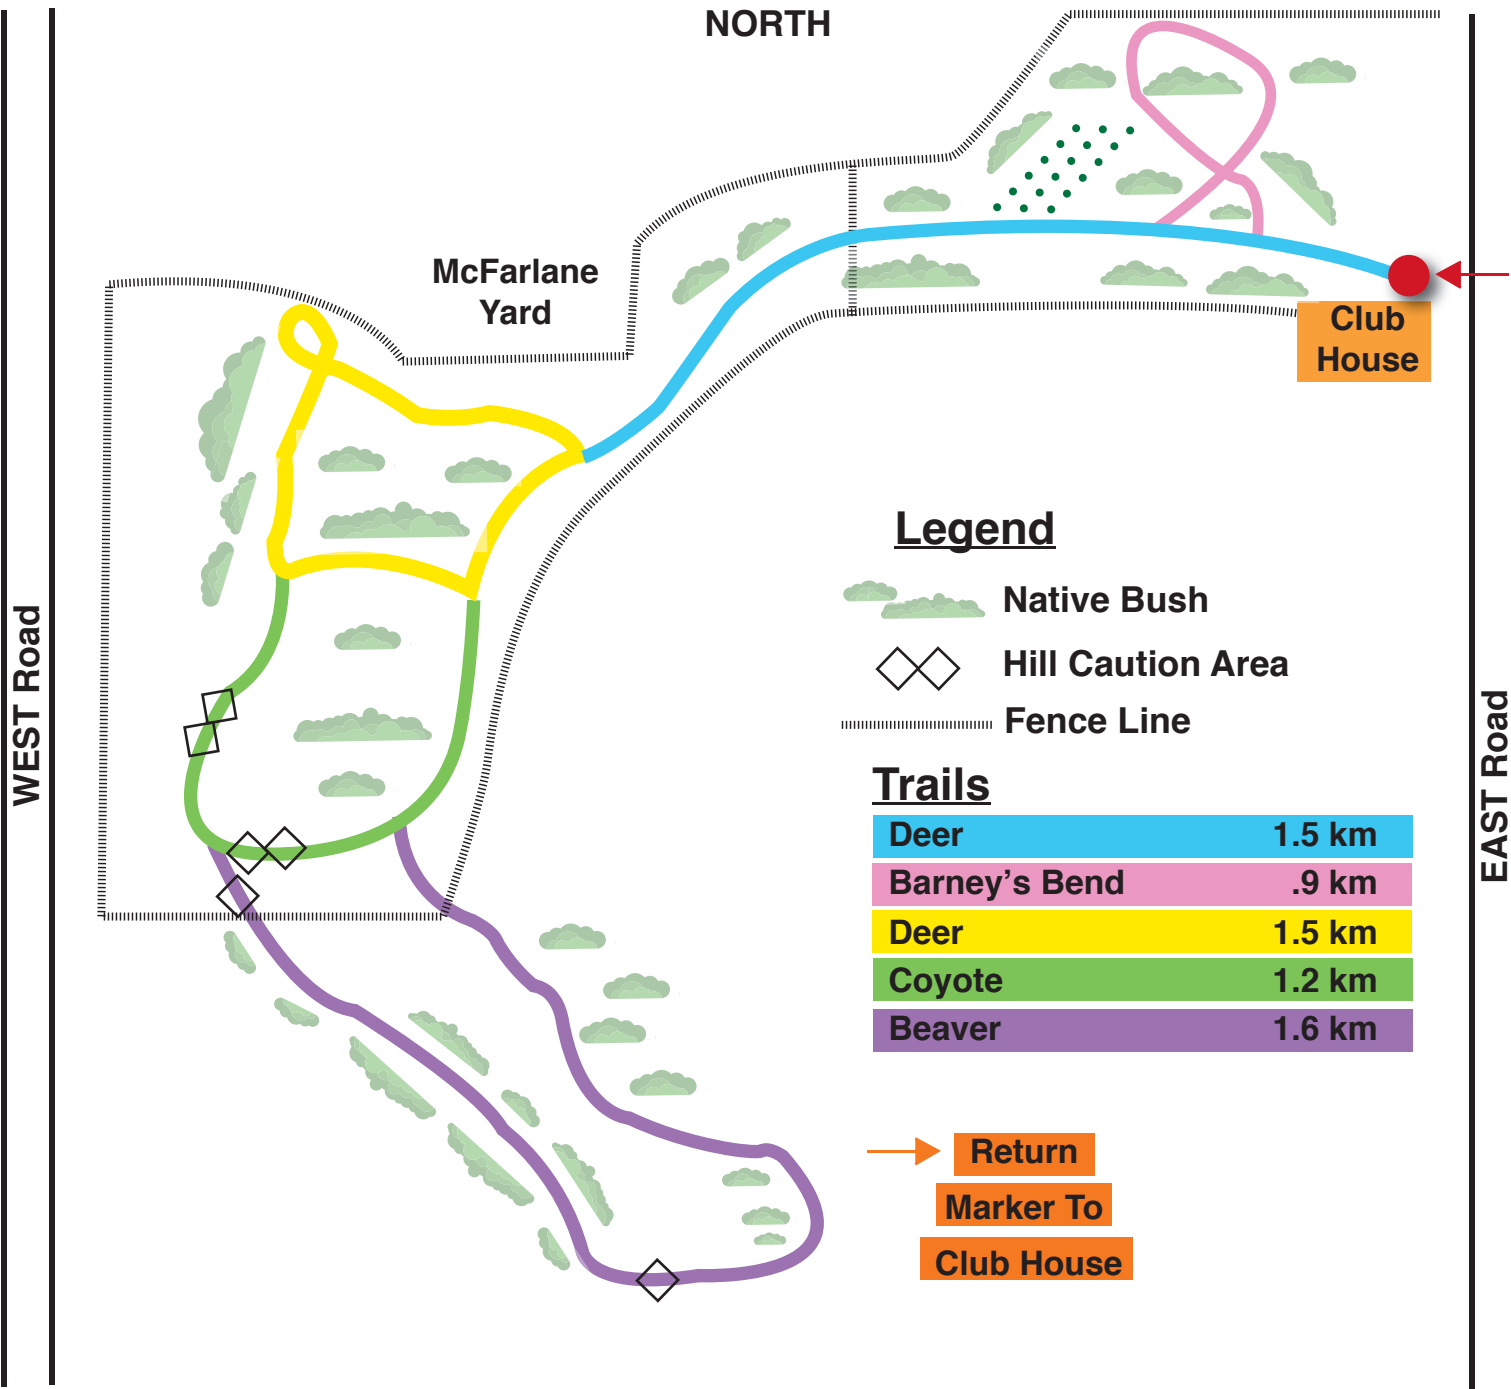 NORTH
McFarlane
Yard
Club
House
WEST Road
EAST Road
Legend
Native Bush
Hill Caution Area
Fence Line
Trails
Deer 1.5 km
Barney’s Bend .9 km
Deer 1.5 km
Coyote 1.2 km
Beaver 1.6 km
Return
Marker To
Club House